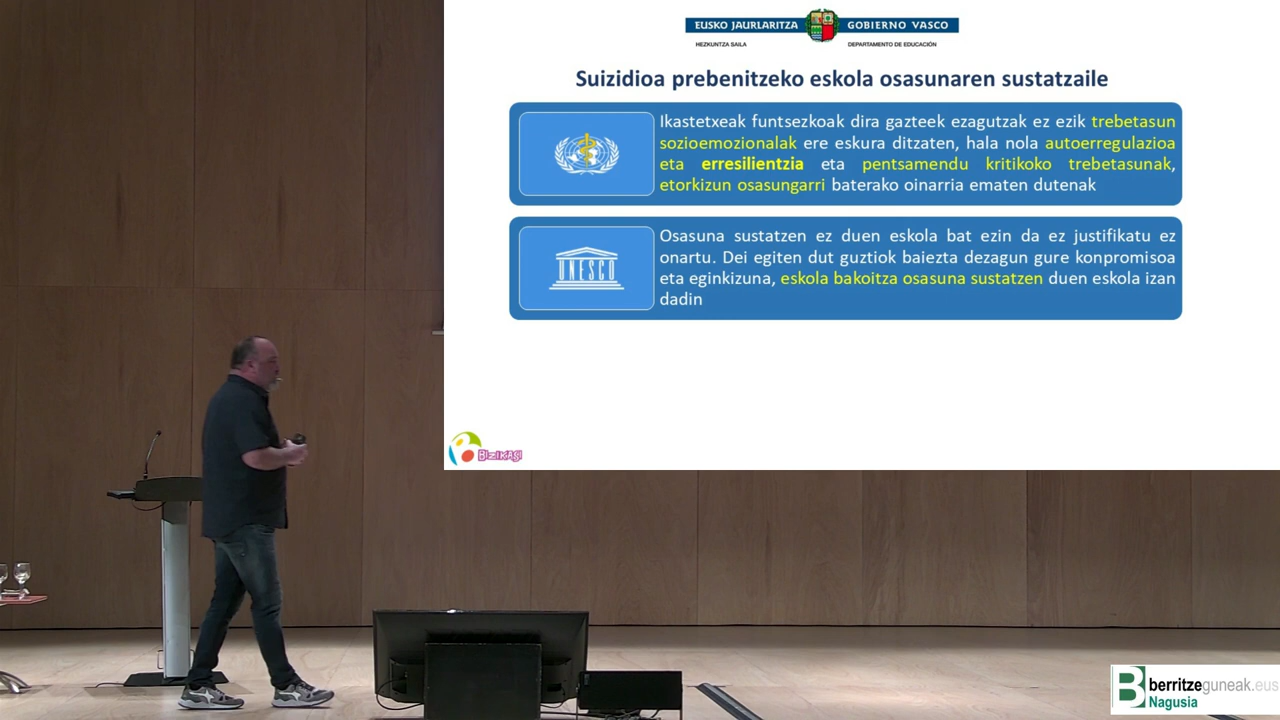 EUSKO JAURLARITZA
GOBIERNO VASCO
HEZKUNTZA SAILA
DEPARTAMENTO DE EDUCACIÓN
Suizidioa prebenitzeko eskola osasunaren sustatzaile
Ikastetxeak funtsezkoak dira gazteek ezagutzak ez ezik trebetasun
sozioemozionalak ere eskura ditzaten, hala nola autoerregulazioa
eta erresilientzia eta pentsamendu kritikoko trebetasunak,
etorkizun osasungarri baterako oinarria ematen dutenak
UNESCO
Osasuna sustatzen ez duen eskola bat ezin da ez justifikatu ez
onartu. Dei egiten dut guztiok baiezta dezagun gure konpromisoa
eta eginkizuna, eskola bakoitza osasuna sustatzen duen eskola izan
dadin
BIZIKASI
B berritzeguneak.eus
Nagusia